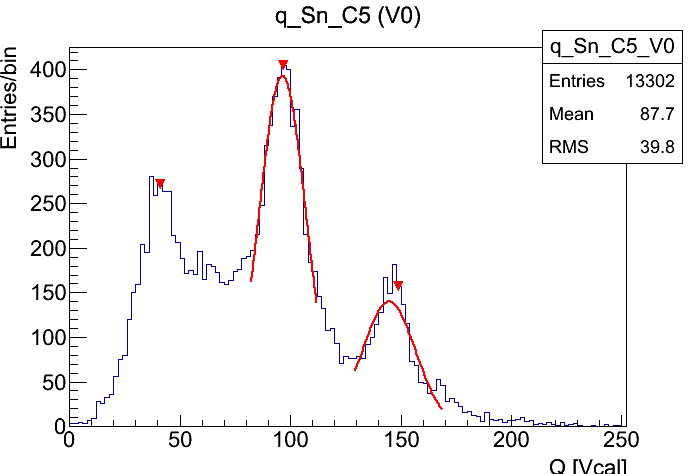 q_Sn_C5 (V0)
q_Sn_C5_V0
Entries 13302
Mean 87.7
RMS 39.8
Entries/bin
400
350
300
250
200
150
100
50
0
0 50 100 150 200 250
Q [Vcal]